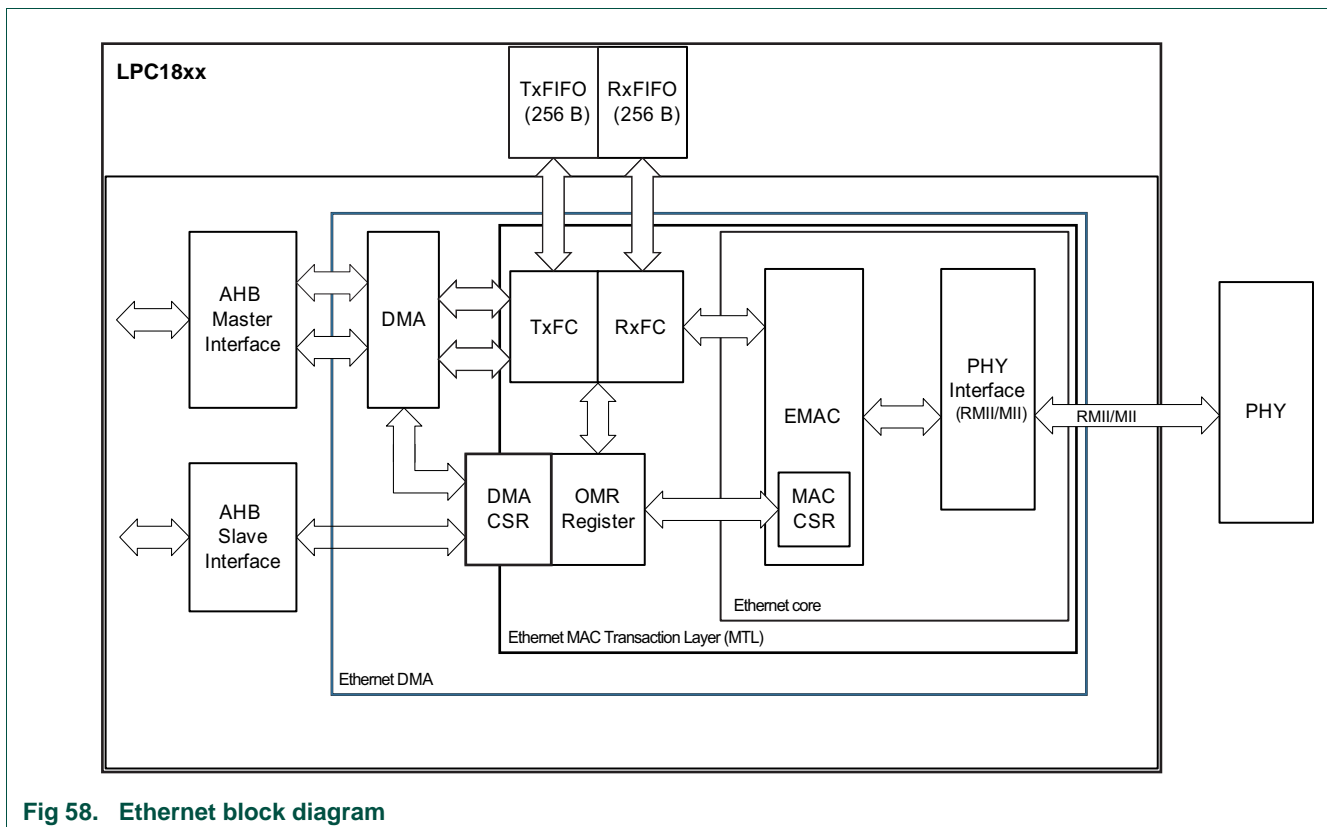 LPC18xx
TxFIFO
(256 B)
RxFIFO
(256 B)
AHB
Master
Interface
DMA
TxFC
RxFC
EMAC
PHY
Interface
(RMII/MII)
RMII/MII
PHY
AHB
Slave
Interface
DMA
CSR
OMR
Register
MAC
CSR
Ethernet core
Ethernet MAC Transaction Layer (MTL)
Ethernet DMA
Fig 58. Ethernet block diagram